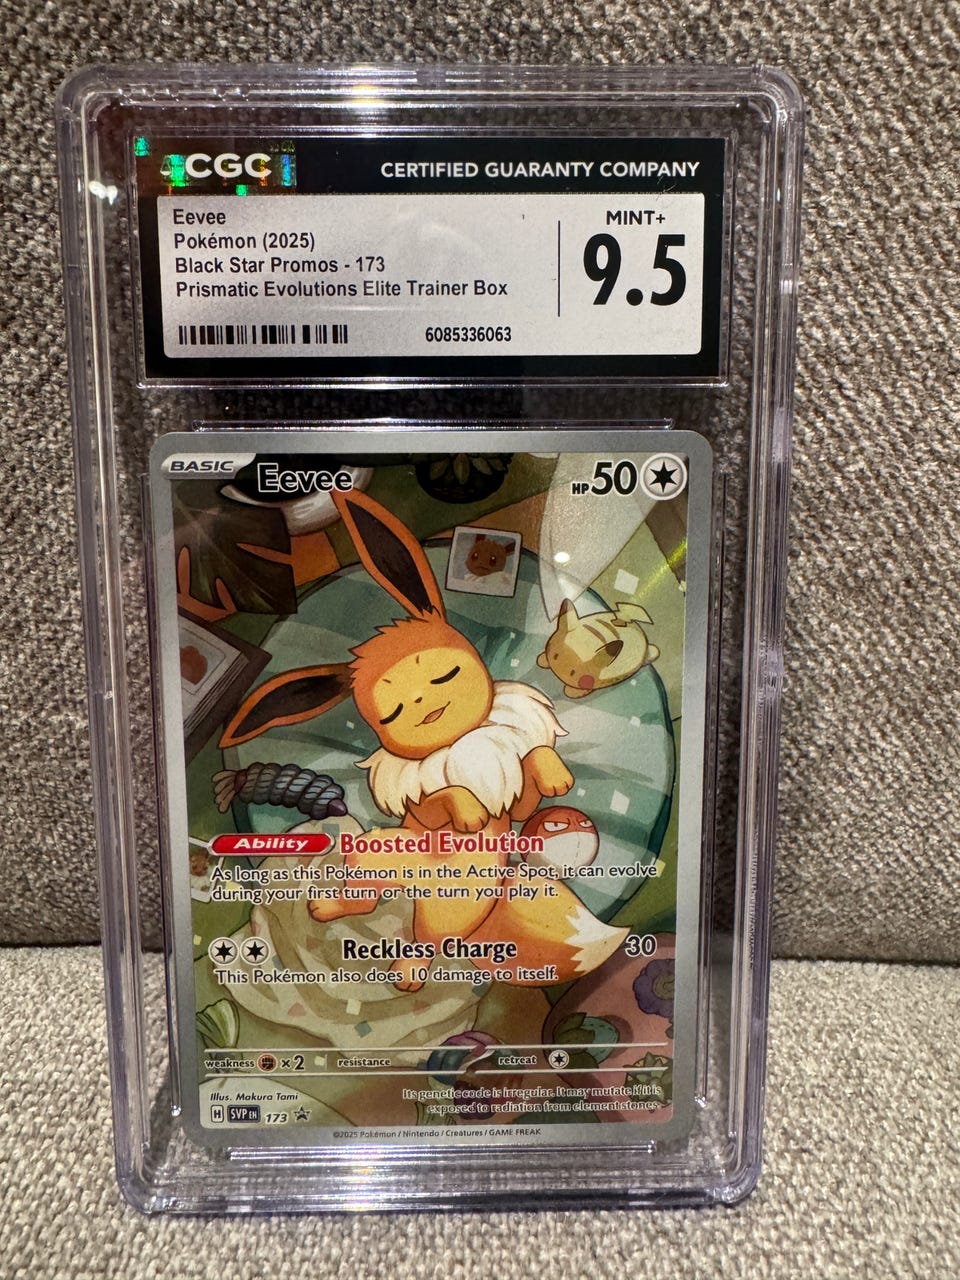 CGC
CERTIFIED GUARANTY COMPANY
Eevee
Pokémon (2025)
Black Star Promos - 173
Prismatic Evolutions Elite Trainer Box
6085336063
MINT+
9.5
BASIC Eevee HP50
Ability Boosted Evolution
As long as this Pokémon is in the Active Spot, it can evolve
during your first turn or the turn you play it.
Reckless Charge 30
This Pokémon also does 10 damage to itself.
weakness ×2 resistance retreat
Illus. Makura Tami
Its genetic code is irregular. It may mutate if it is
exposed to radiation from element stones.
H SVP EN 173
©2025 Pokémon / Nintendo / Creatures / GAME FREAK